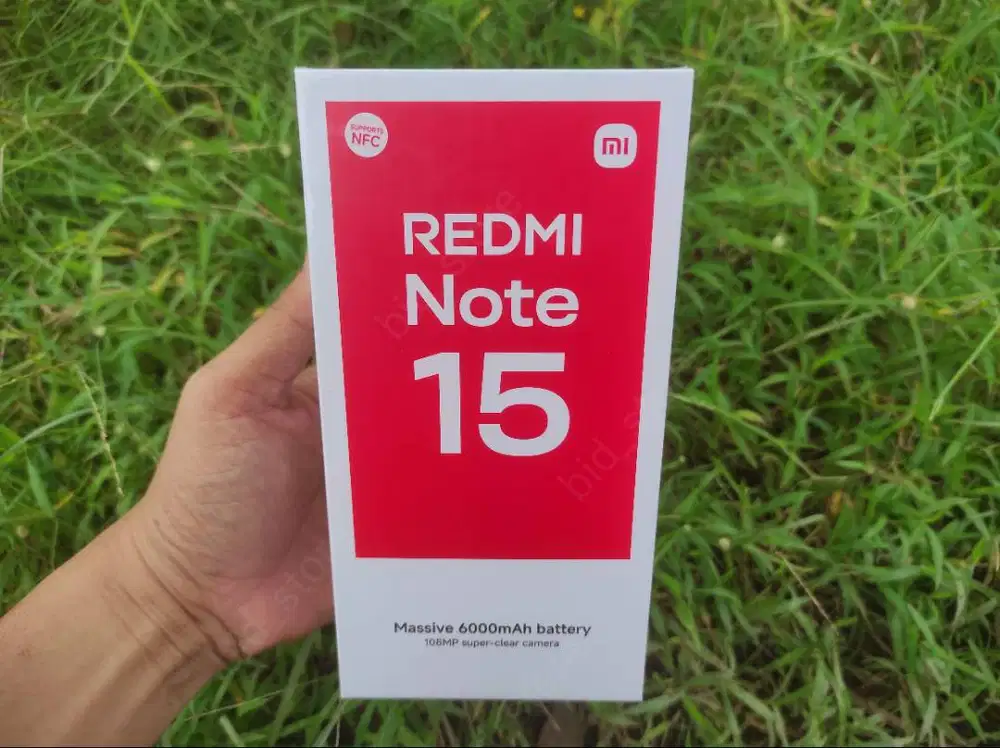 SUPPORTS
NFC
mi
REDMI
Note
15
Massive 6000mAh battery
108MP super-clear camera